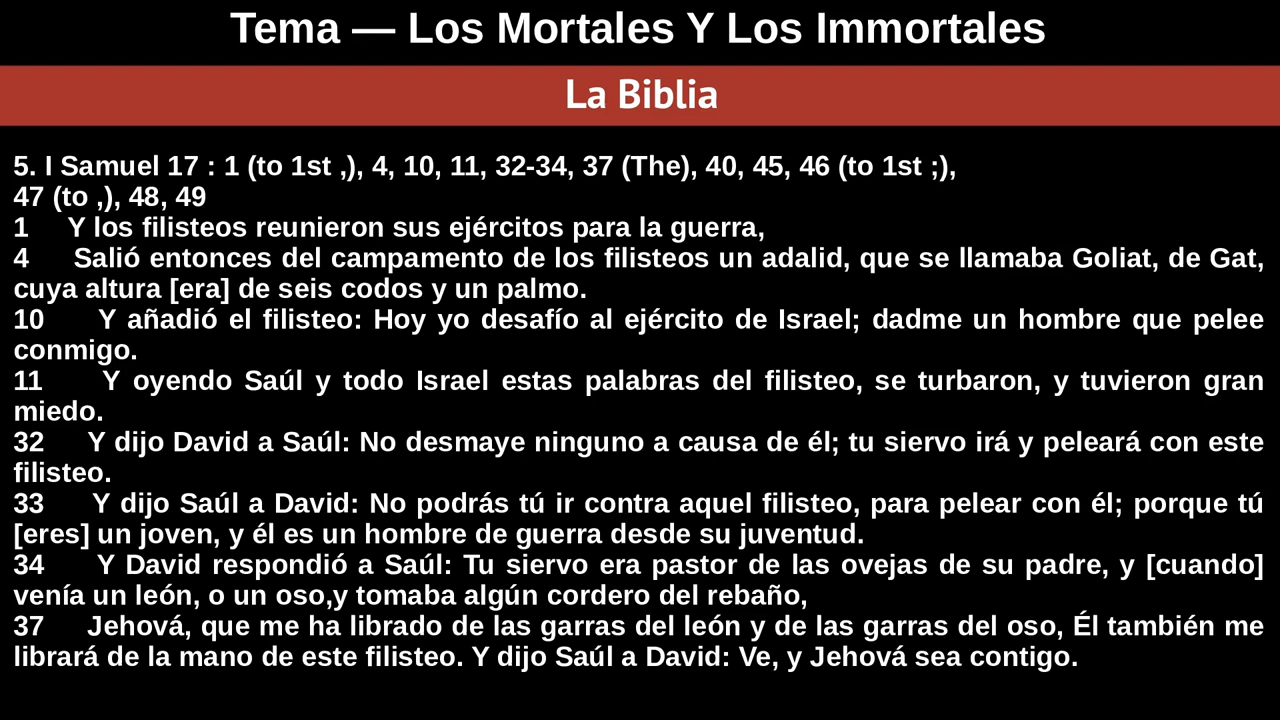 Tema — Los Mortales Y Los Immortales
La Biblia
5. I Samuel 17 : 1 (to 1st ,), 4, 10, 11, 32-34, 37 (The), 40, 45, 46 (to 1st ;),
47 (to ,), 48, 49
1 Y los filisteos reunieron sus ejércitos para la guerra,
4 Salió entonces del campamento de los filisteos un adalid, que se llamaba Goliat, de Gat,
cuya altura [era] de seis codos y un palmo.
10 Y añadió el filisteo: Hoy yo desafío al ejército de Israel; dadme un hombre que pelee
conmigo.
11 Y oyendo Saúl y todo Israel estas palabras del filisteo, se turbaron, y tuvieron gran
miedo.
32 Y dijo David a Saúl: No desmaye ninguno a causa de él; tu siervo irá y peleará con este
filisteo.
33 Y dijo Saúl a David: No podrás tú ir contra aquel filisteo, para pelear con él; porque tú
[eres] un joven, y él es un hombre de guerra desde su juventud.
34 Y David respondió a Saúl: Tu siervo era pastor de las ovejas de su padre, y [cuando]
venía un león, o un oso,y tomaba algún cordero del rebaño,
37 Jehová, que me ha librado de las garras del león y de las garras del oso, Él también me
librará de la mano de este filisteo. Y dijo Saúl a David: Ve, y Jehová sea contigo.